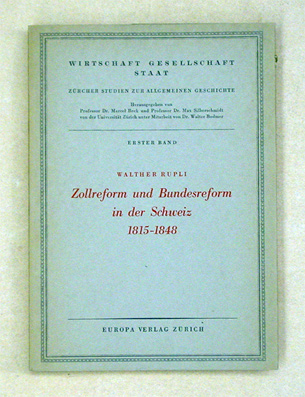 WIRTSCHAFT GESELLSCHAFT
STAAT
ZÜRCHER STUDIEN ZUR ALLGEMEINEN GESCHICHTE
Herausgegeben von
Professor Dr. Marcel Beck und Professor Dr. Max Silberschmidt
von der Universität Zürich unter Mitarbeit von Dr. Walter Bodmer
ERSTER BAND
WALTHER RUPLI
Zollreform und Bundesreform
in der Schweiz
1815-1848
EUROPA VERLAG ZÜRICH